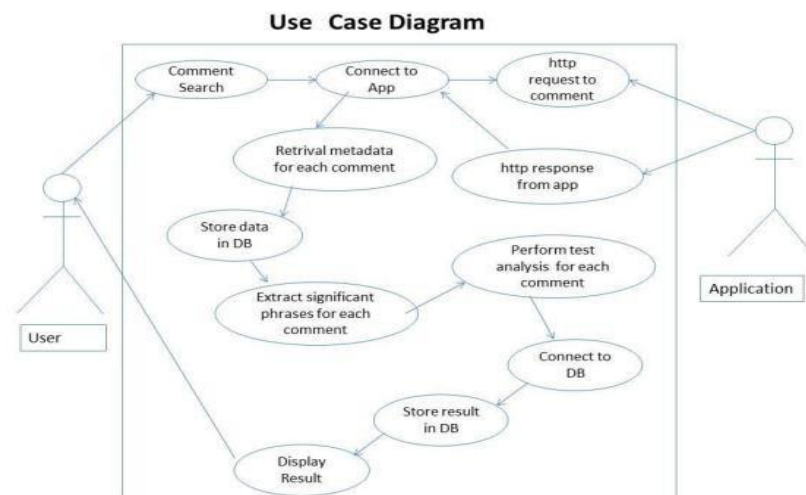 Use Case Diagram
Comment
Search
Connect to
App
http
request to
comment
Retrival metadata
for each comment
http response
from app
Store data
in DB
Perform test
analysis for each
comment
Extract significant
phrases for each
comment
Application
User
Connect to
DB
Store result
in DB
Display
Result